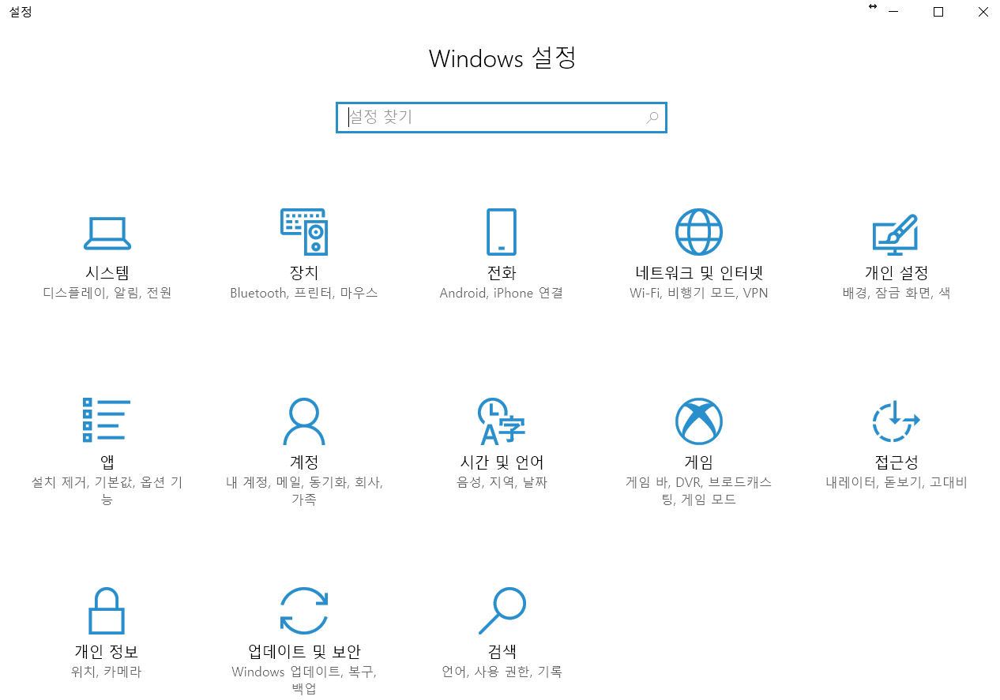 설정
Windows 설정
설정 찾기
시스템
디스플레이, 알림, 전원
장치
Bluetooth, 프린터, 마우스
전화
Android, iPhone 연결
네트워크 및 인터넷
Wi-Fi, 비행기 모드, VPN
개인 설정
배경, 잠금 화면, 색
앱
설치 제거, 기본값, 옵션 기
능
계정
내 계정, 메일, 동기화, 회사,
가족
시간 및 언어
음성, 지역, 날짜
게임
게임 바, DVR, 브로드캐스
팅, 게임 모드
접근성
내레이터, 돋보기, 고대비
개인 정보
위치, 카메라
업데이트 및 보안
Windows 업데이트, 복구,
백업
검색
언어, 사용 권한, 기록